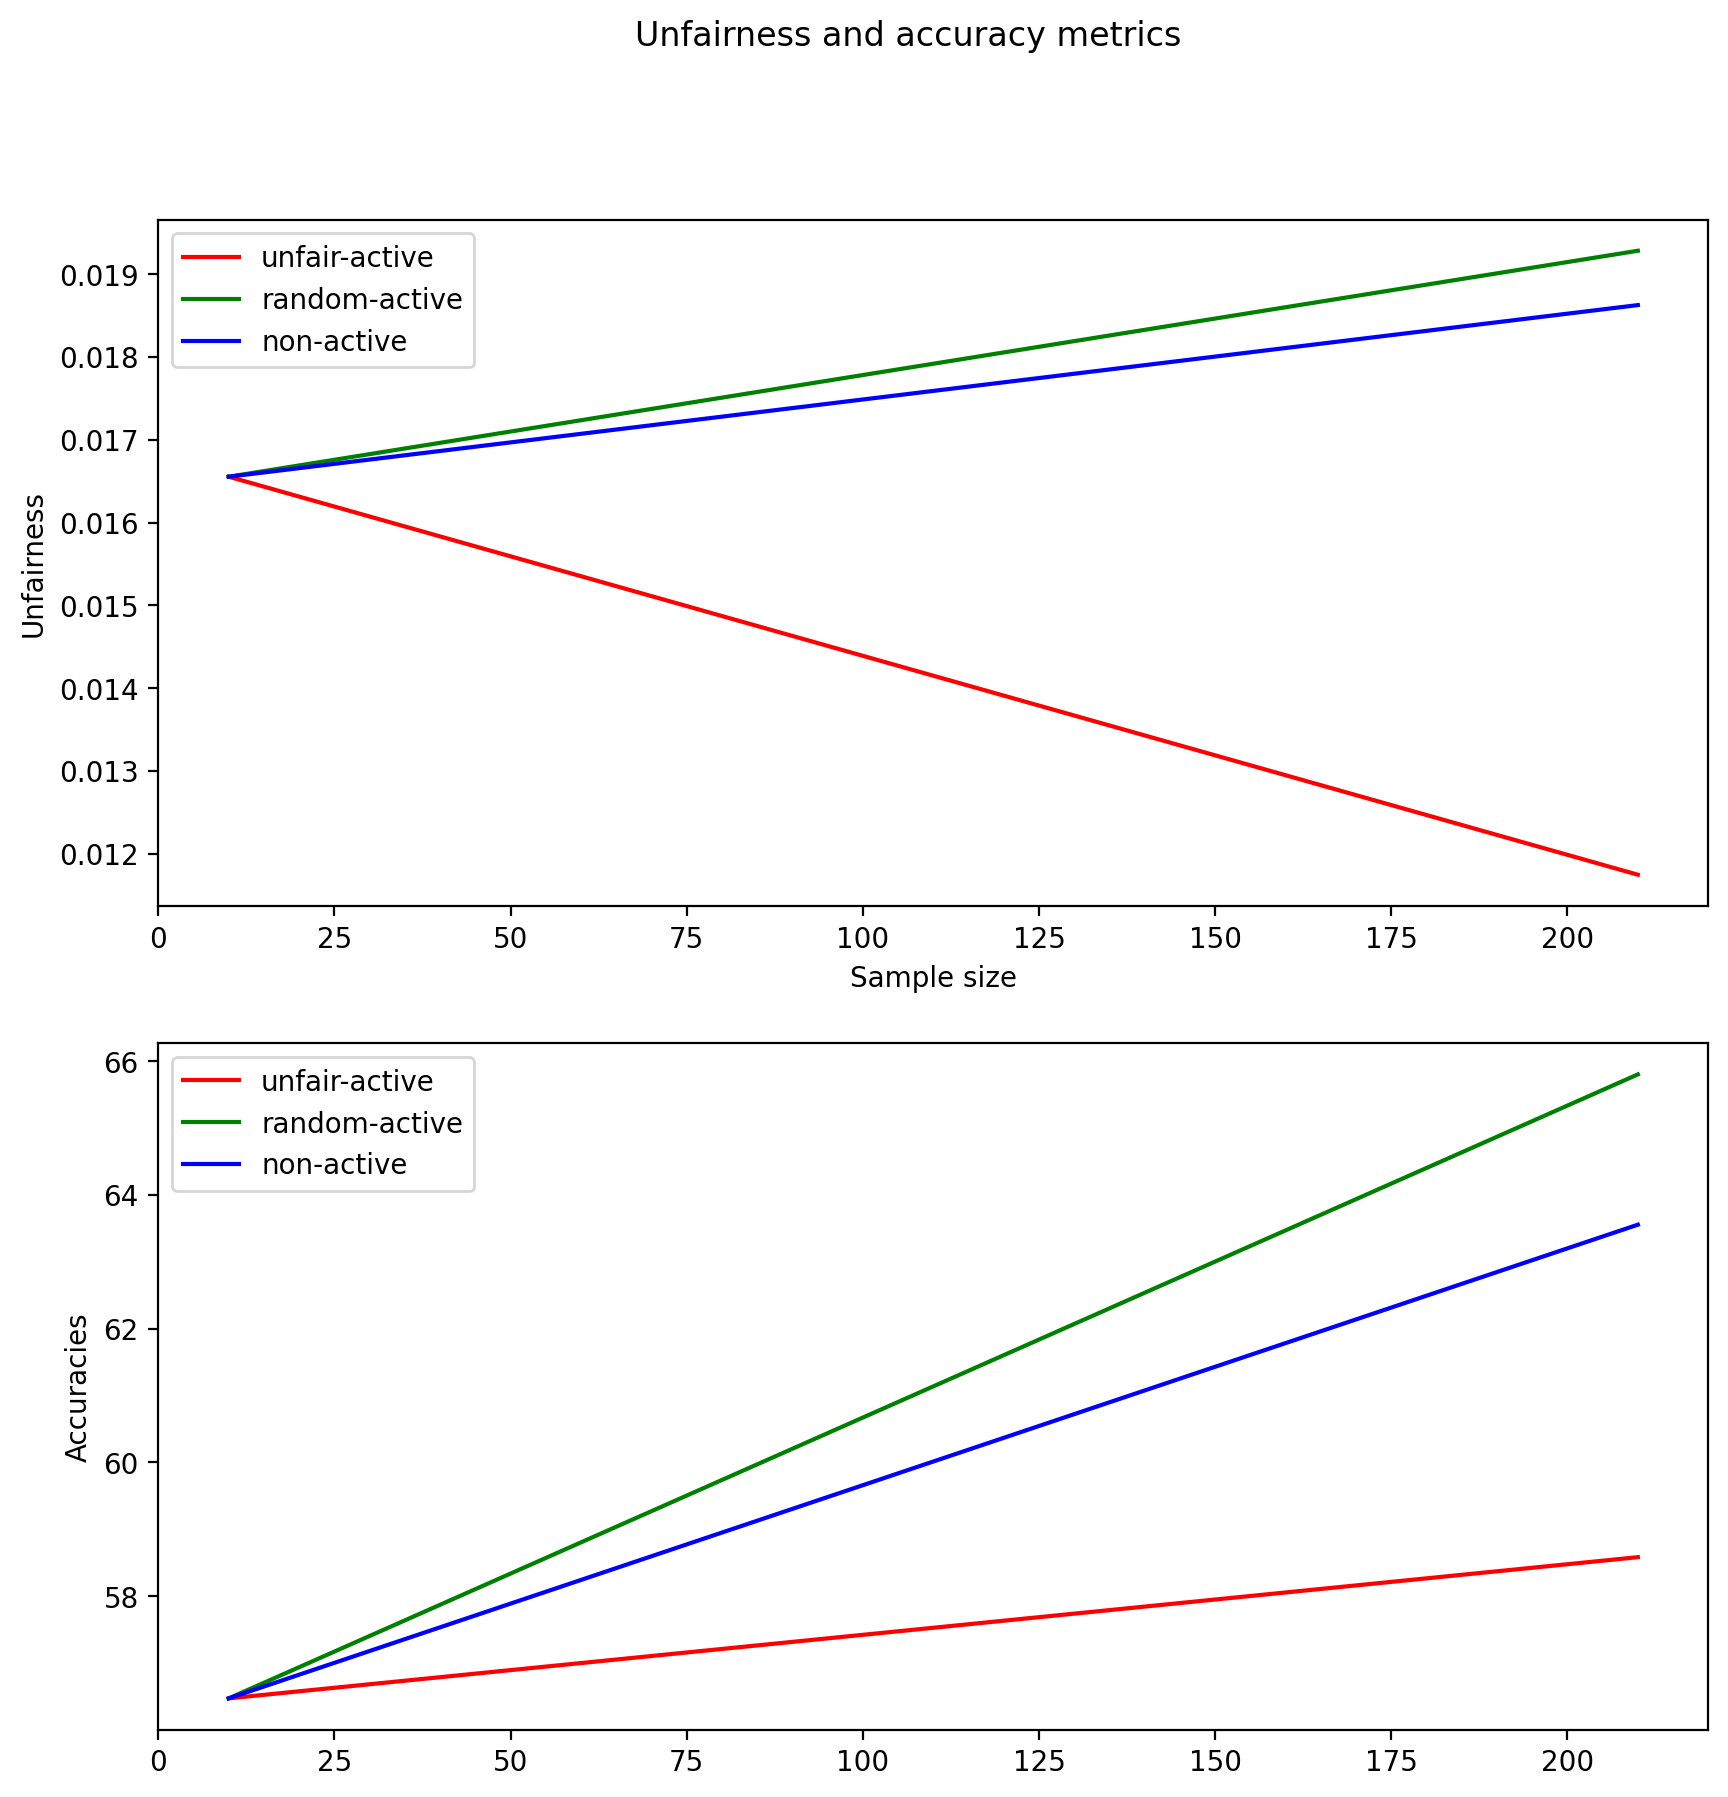 Unfairness and accuracy metrics
unfair-active
random-active
non-active
0.019
0.018
0.017
0.016
0.015
0.014
0.013
0.012
Unfairness
0 25 50 75 100 125 150 175 200
Sample size
unfair-active
random-active
non-active
66
64
62
60
58
Accuracies
0 25 50 75 100 125 150 175 200